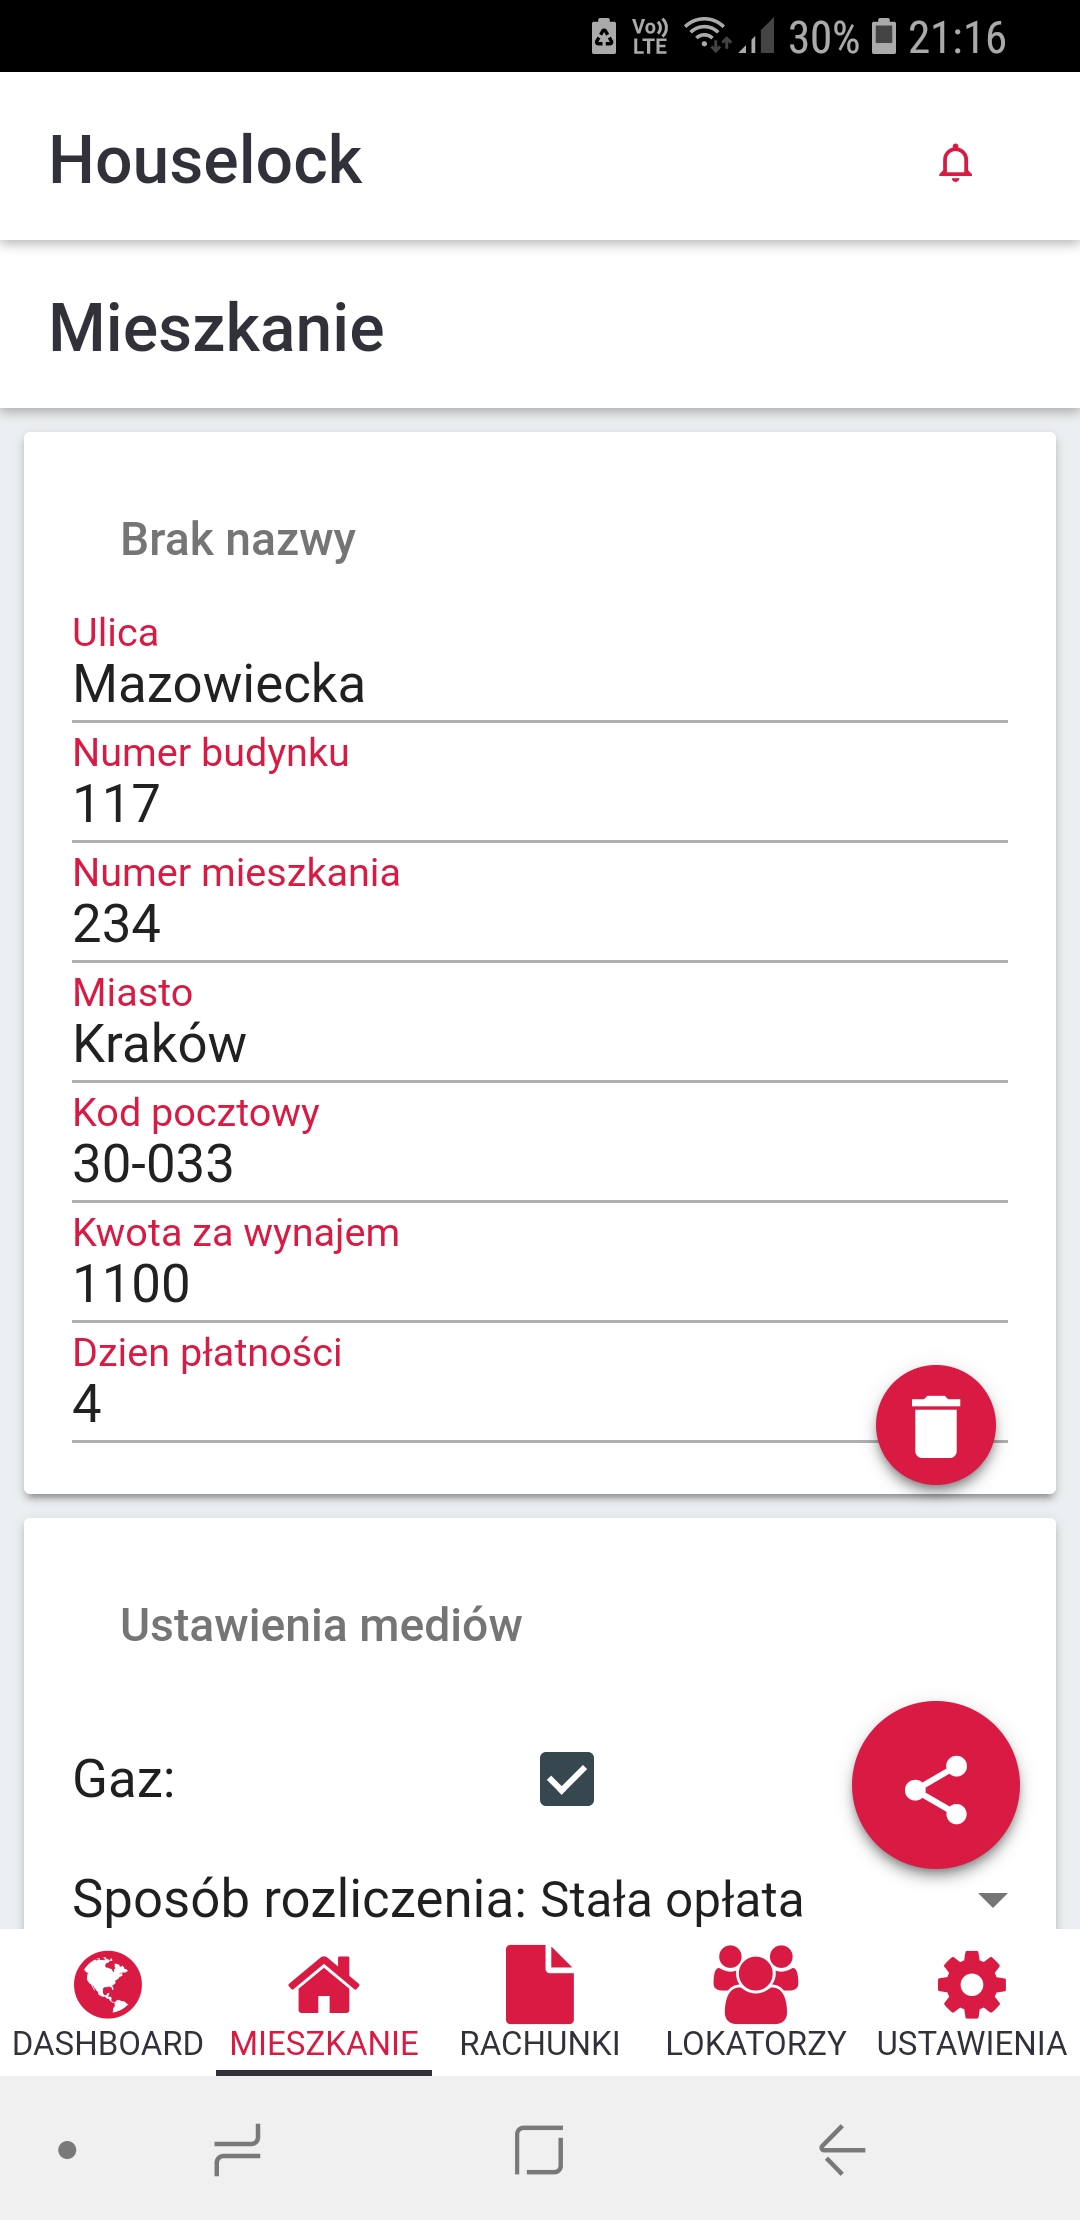 Vo)) LTE 30% 21:16
Houselock
Mieszkanie
Brak nazwy
Ulica
Mazowiecka
Numer budynku
117
Numer mieszkania
234
Miasto
Kraków
Kod pocztowy
30-033
Kwota za wynajem
1100
Dzien płatności
4
Ustawienia mediów
Gaz:
Sposób rozliczenia: Stała opłata
DASHBOARD MIESZKANIE RACHUNKI LOKATORZY USTAWIENIA